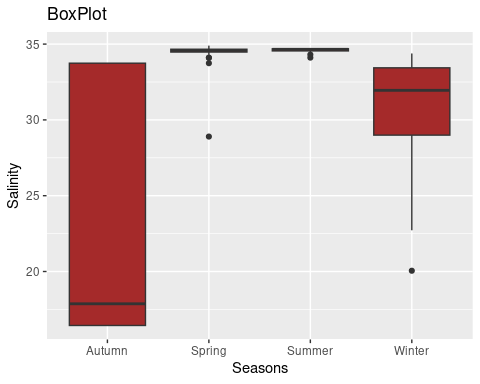 BoxPlot
35
30
25
20
Salinity
Autumn Spring Summer Winter
Seasons